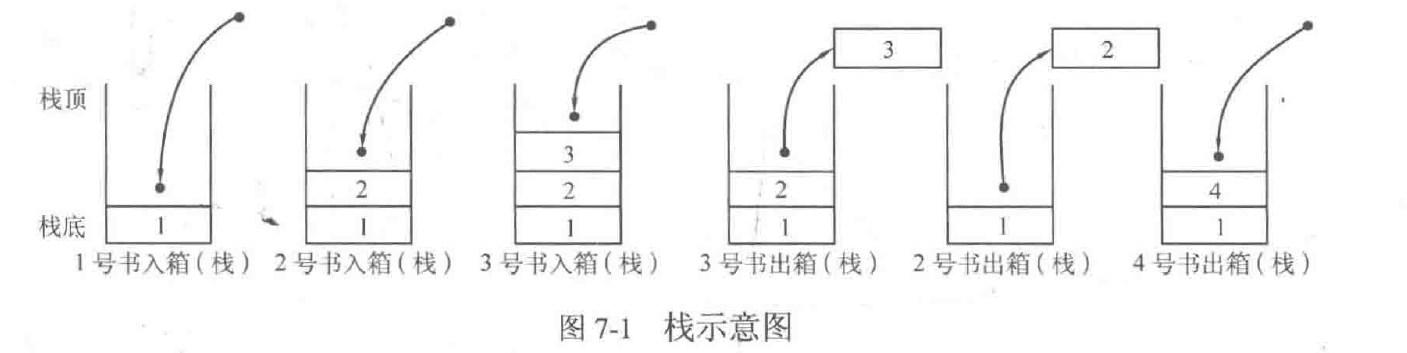 3 2
栈顶
3
2 2 2 4
栈底 1 1 1 1 1 1
1号书入箱(栈) 2号书入箱(栈) 3号书入箱(栈) 3号书出箱(栈) 2号书出箱(栈) 4号书出箱(栈)
图 7-1 栈示意图